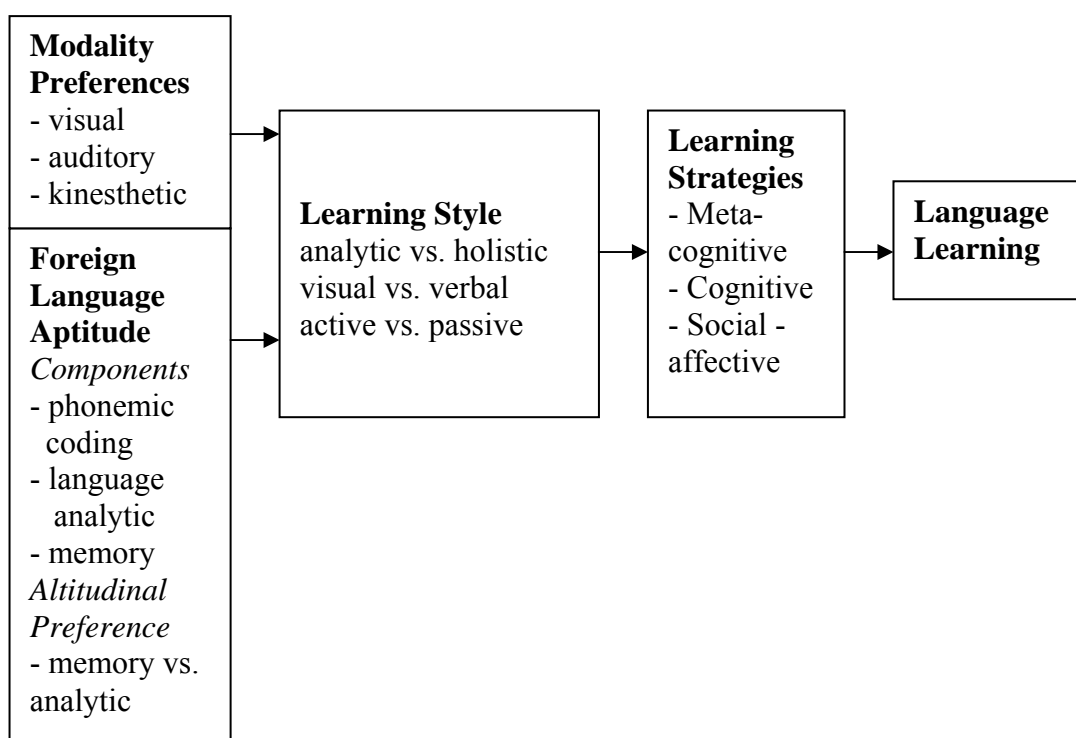 Modality
Preferences
- visual
- auditory
- kinesthetic
Foreign
Language
Aptitude
Components
- phonemic
coding
- language
analytic
- memory
Altitudinal
Preference
- memory vs.
analytic
Learning Style
analytic vs. holistic
visual vs. verbal
active vs. passive
Learning
Strategies
- Meta-
cognitive
- Cognitive
- Social -
affective
Language
Learning